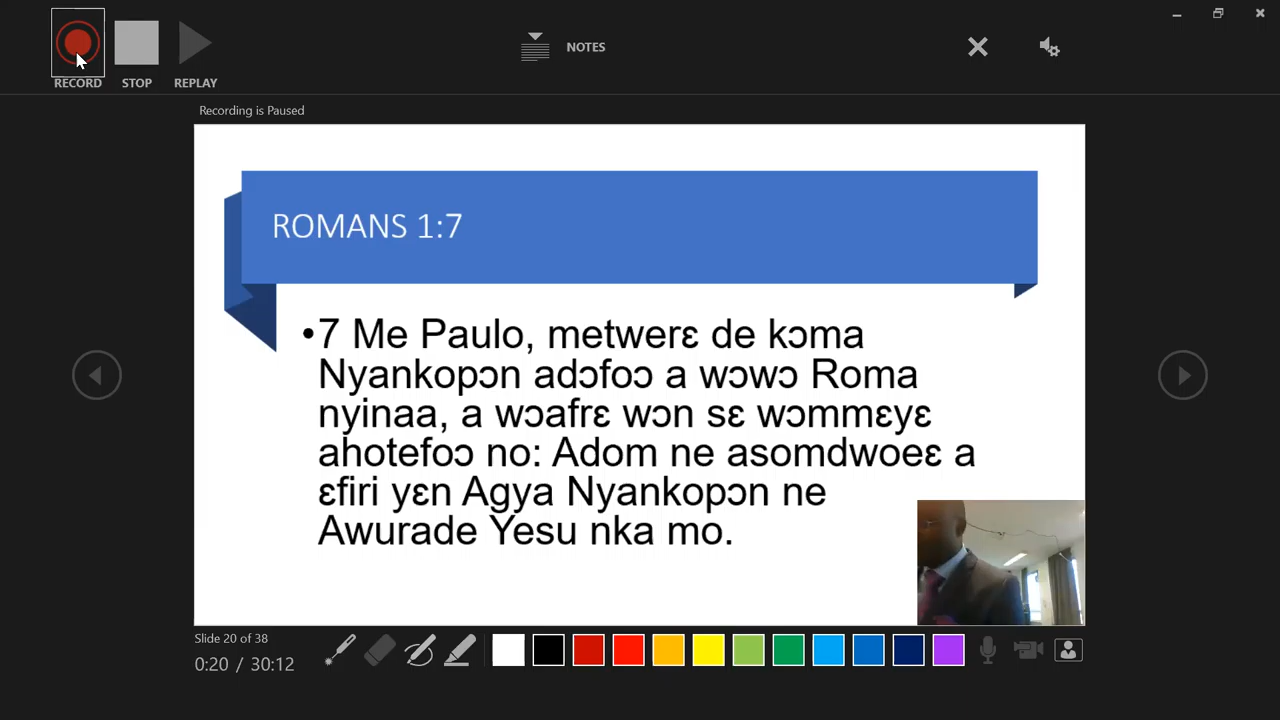 RECORD
STOP
REPLAY
NOTES
Recording is Paused
ROMANS 1:7
•7 Me Paulo, metwerɛ de kɔma
Nyankopɔn adɔfoɔ a wɔwɔ Roma
nyinaa, a wɔafrɛ wɔn sɛ wɔmmɛyɛ
ahotefoɔ no: Adom ne asomdwoeɛ a
ɛfiri yɛn Agya Nyankopɔn ne
Awurade Yesu nka mo.
Slide 20 of 38
0:20 / 30:12